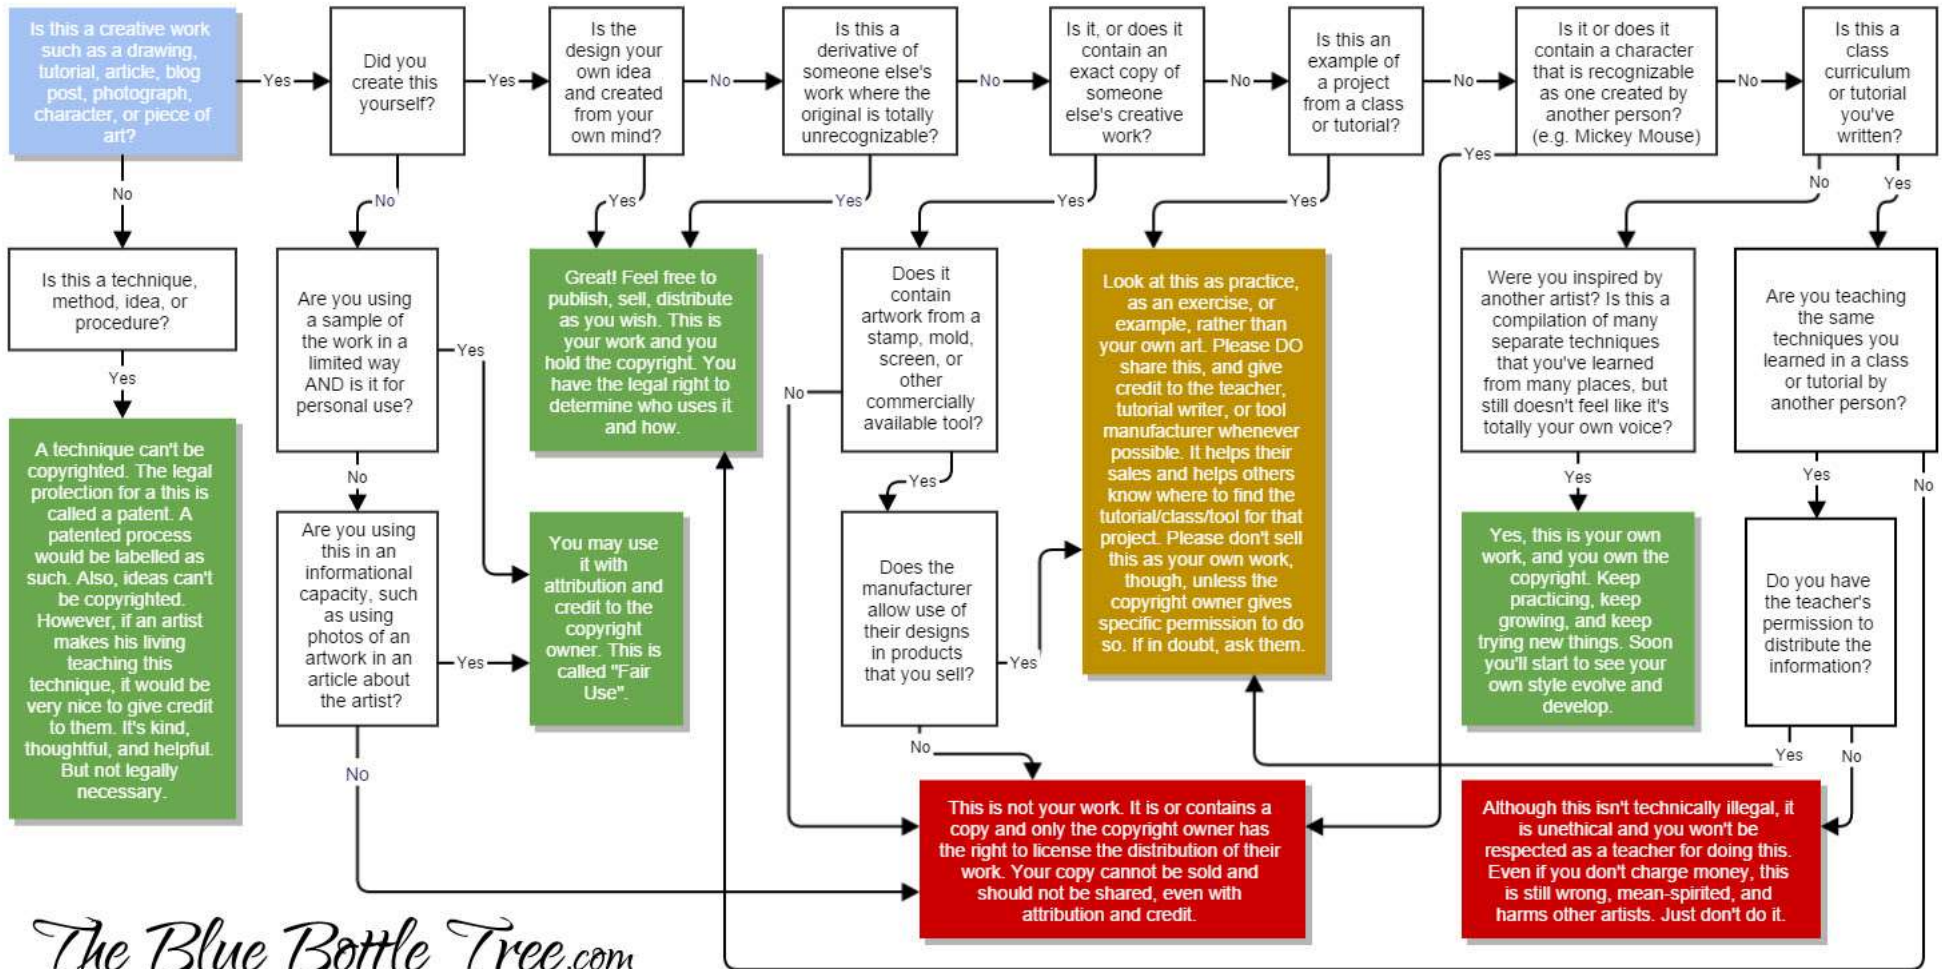 Is this a creative work
such as a drawing,
tutorial, article, blog
post, photograph,
character, or piece of
art?
Yes
Did you
create this
yourself?
Yes
Is the
design your
own idea
and created
from your
own mind?
No
Is this a
derivative of
someone else's
work where the
original is totally
unrecognizable?
No
Is it, or does it
contain an
exact copy of
someone
else's creative
work?
No
Is this an
example of
a project
from a class
or tutorial?
No
Is it or does it
contain a character
that is recognizable
as one created by
another person?
(e.g. Mickey Mouse)
No
Is this a
class
curriculum
or tutorial
you've
written?
No
No
Yes
Yes
Yes
Yes
Yes
No
Yes
Is this a technique,
method, idea, or
procedure?
Yes
A technique can't be
copyrighted. The legal
protection for a this is
called a patent. A
patented process
would be labelled as
such. Also, ideas can't
be copyrighted.
However, if an artist
makes his living
teaching this
technique, it would be
very nice to give credit
to them. It's kind,
thoughtful, and helpful.
But not legally
necessary.
Are you using
a sample of
the work in a
limited way
AND is it for
personal use?
Yes
No
Are you using
this in an
informational
capacity, such
as using
photos of an
artwork in an
article about
the artist?
Yes
No
Great! Feel free to
publish, sell, distribute
as you wish. This is
your work and you
hold the copyright. You
have the legal right to
determine who uses it
and how.
You may use
it with
attribution and
credit to the
copyright
owner. This is
called "Fair
Use".
Does it
contain
artwork from a
stamp, mold,
screen, or
other
commercially
available tool?
No
Yes
Does the
manufacturer
allow use of
their designs
in products
that you sell?
Yes
No
Look at this as practice,
as an exercise, or
example, rather than
your own art. Please DO
share this, and give
credit to the teacher,
tutorial writer, or tool
manufacturer whenever
possible. It helps their
sales and helps others
know where to find the
tutorial/class/tool for that
project. Please don't sell
this as your own work,
though, unless the
copyright owner gives
specific permission to do
so. If in doubt, ask them.
Were you inspired by
another artist? Is this a
compilation of many
separate techniques
that you've learned
from many places, but
still doesn't feel like it's
totally your own voice?
Yes
Yes, this is your own
work, and you own the
copyright. Keep
practicing, keep
growing, and keep
trying new things. Soon
you'll start to see your
own style evolve and
develop.
Are you teaching
the same
techniques you
learned in a class
or tutorial by
another person?
Yes
No
Do you have
the teacher's
permission to
distribute the
information?
Yes
No
This is not your work. It is or contains a
copy and only the copyright owner has
the right to license the distribution of their
work. Your copy cannot be sold and
should not be shared, even with
attribution and credit.
Although this isn't technically illegal, it
is unethical and you won't be
respected as a teacher for doing this.
Even if you don't charge money, this
is still wrong, mean-spirited, and
harms other artists. Just don't do it.
The Blue Bottle Tree.com